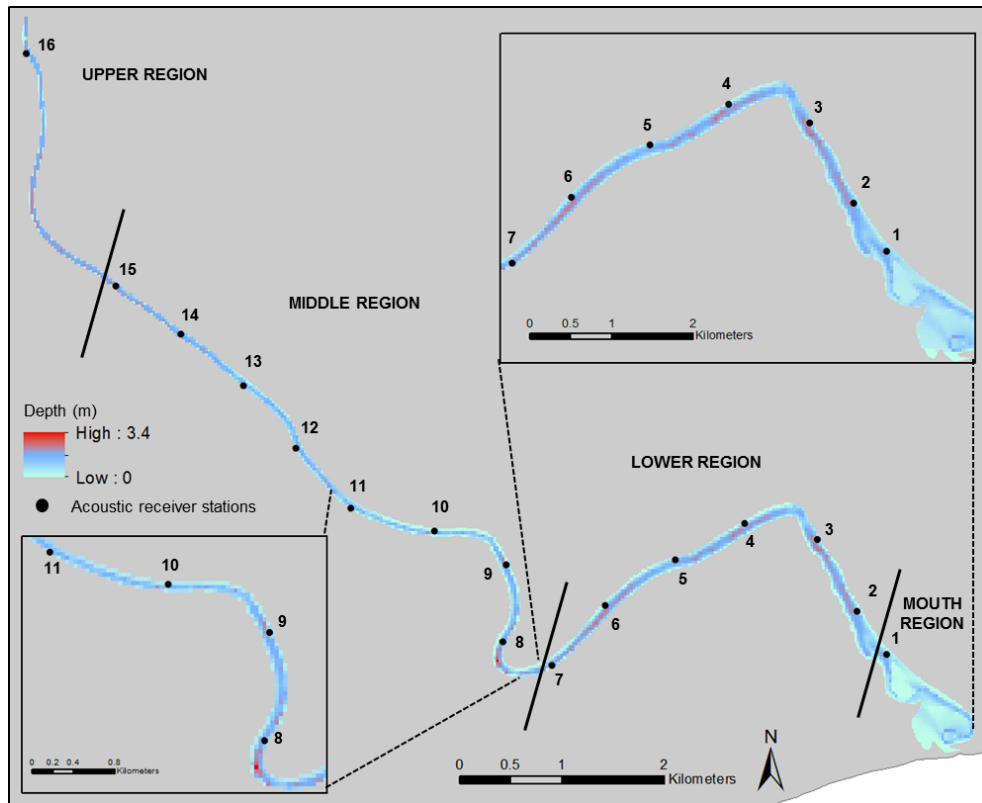 16
UPPER REGION
15
MIDDLE REGION
14
13
12
11
10
9
8
Depth (m)
High : 3.4
Low : 0
Acoustic receiver stations
LOWER REGION
7
6
5
4
3
2
MOUTH
REGION
1
4
3
5
2
6
1
7
0 0.5 1 2
Kilometers
11
10
9
8
0 0.2 0.4 0.8
Kilometers
N
0 0.5 1 2
Kilometers